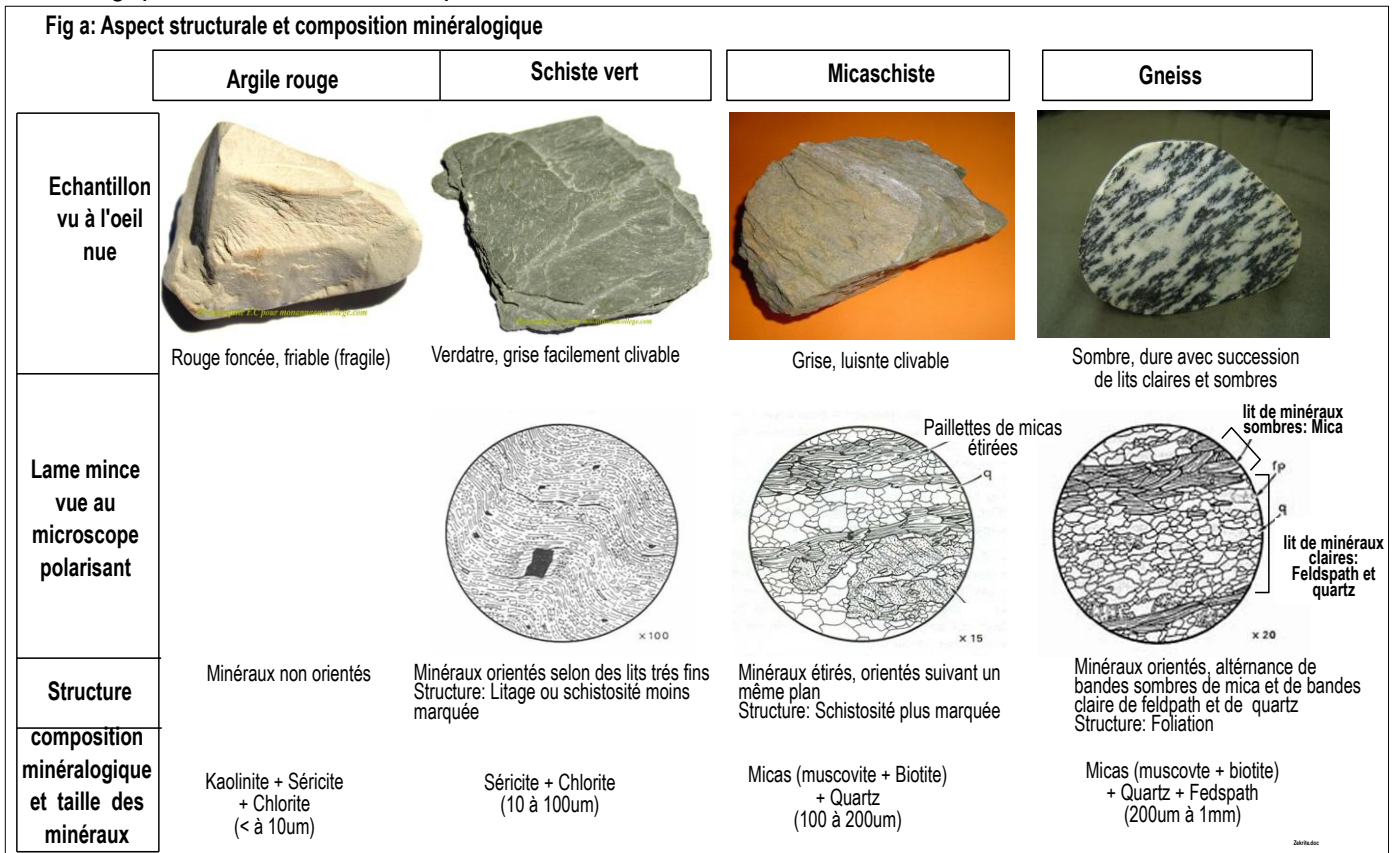 Fig a: Aspect structurale et composition minéralogique
Argile rouge
Schiste vert
Micaschiste
Gneiss
Echantillon
vu à l'oeil
nue
F.C pour monanneeaucollege.com
Rouge foncée, friable (fragile)
Verdatre, grise facilement clivable
Grise, luisnte clivable
Sombre, dure avec succession
de lits claires et sombres
Lame mince
vue au
microscope
polarisant
x 100
Paillettes de micas
étirées
q
x 15
lit de minéraux
sombres: Mica
fp
q
lit de minéraux
claires:
Feldspath et
quartz
x 20
Structure
Minéraux non orientés
Minéraux orientés selon des lits trés fins
Structure: Litage ou schistosité moins
marquée
Minéraux étirés, orientés suivant un
même plan
Structure: Schistosité plus marquée
Minéraux orientés, altérnance de
bandes sombres de mica et de bandes
claire de feldpath et de quartz
Structure: Foliation
composition
minéralogique
et taille des
minéraux
Kaolinite + Séricite
+ Chlorite
(< à 10um)
Séricite + Chlorite
(10 à 100um)
Micas (muscovite + Biotite)
+ Quartz
(100 à 200um)
Micas (muscovte + biotite)
+ Quartz + Fedspath
(200um à 1mm)
Zekrita.doc